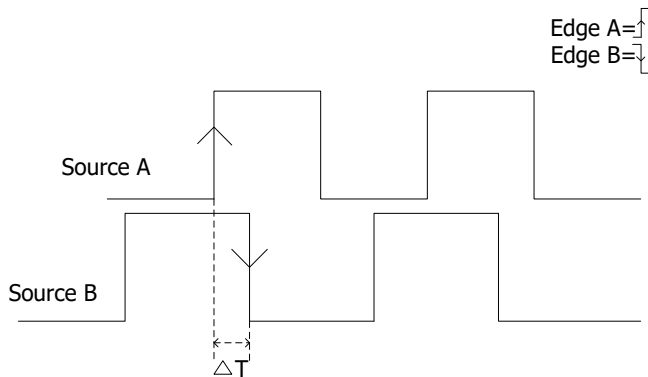 Edge A=
Edge B=
Source A
Source B
△T